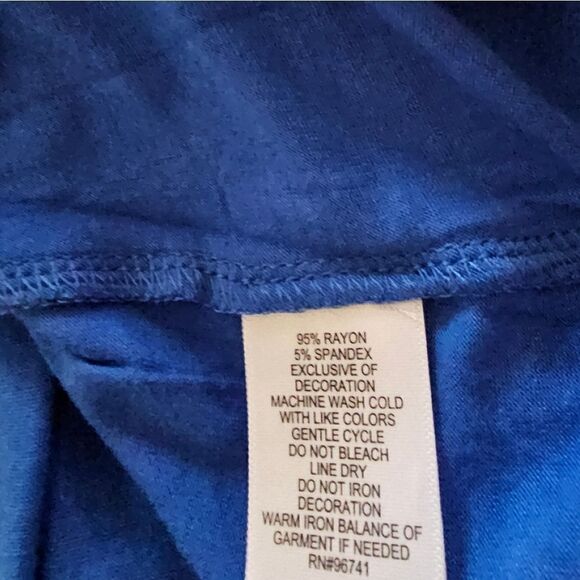 95% RAYON
5% SPANDEX
EXCLUSIVE OF
DECORATION
MACHINE WASH COLD
WITH LIKE COLORS
GENTLE CYCLE
DO NOT BLEACH
LINE DRY
DO NOT IRON
DECORATION
WARM IRON BALANCE OF
GARMENT IF NEEDED
RN#96741